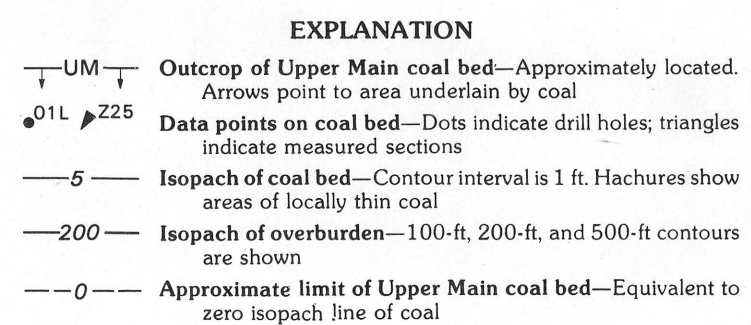 EXPLANATION
UM Outcrop of Upper Main coal bed—Approximately located.
Arrows point to area underlain by coal
01L Z25 Data points on coal bed—Dots indicate drill holes; triangles
indicate measured sections
5 Isopach of coal bed—Contour interval is 1 ft. Hachures show
areas of locally thin coal
200 Isopach of overburden—100-ft, 200-ft, and 500-ft contours
are shown
0 Approximate limit of Upper Main coal bed—Equivalent to
zero isopach line of coal